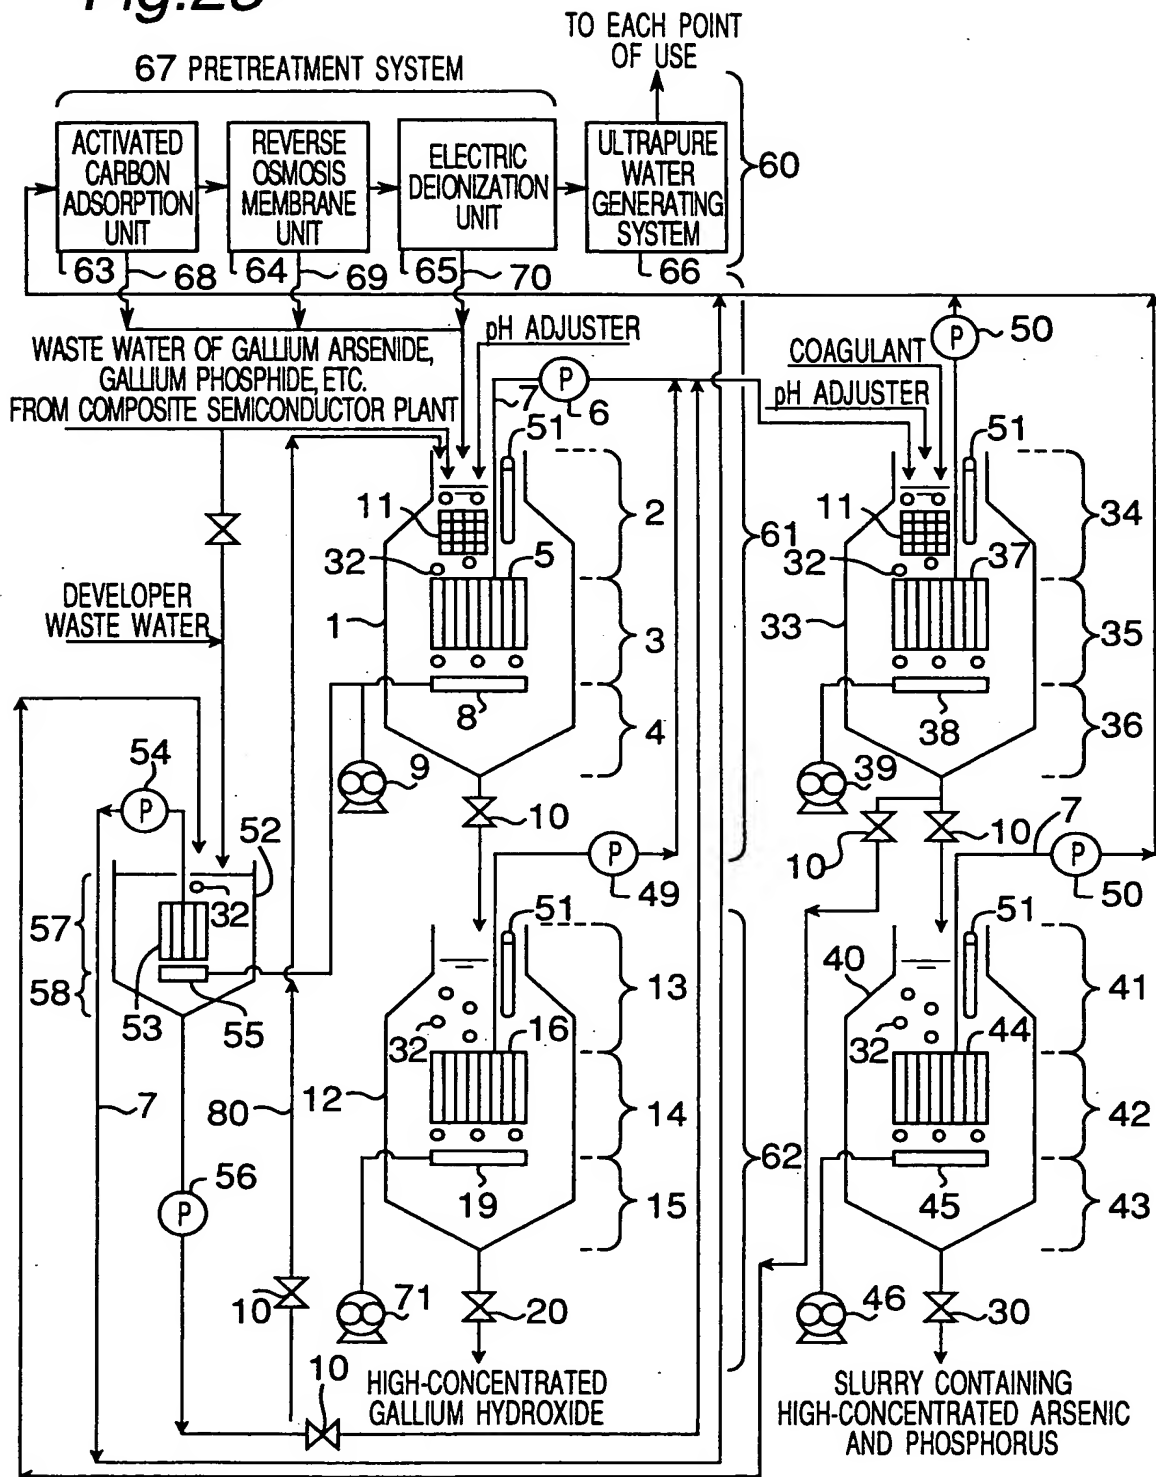 Fig.23
TO EACH POINT
OF USE
67 PRETREATMENT SYSTEM
ACTIVATED
CARBON
ADSORPTION
UNIT
REVERSE
OSMOSIS
MEMBRANE
UNIT
ELECTRIC
DEIONIZATION
UNIT
ULTRAPURE
WATER
GENERATING
SYSTEM
60
63
68
64
69
65
70
66
pH ADJUSTER
WASTE WATER OF GALLIUM ARSENIDE,
GALLIUM PHOSPHIDE, ETC.
FROM COMPOSITE SEMICONDUCTOR PLANT
P
50
COAGULANT
pH ADJUSTER
P
7
6
51
51
11
2
61
11
34
32
5
32
37
DEVELOPER
WASTE WATER
1
3
33
35
8
4
38
36
54
P
9
39
10
10
10
7
52
P
49
P
50
32
57
51
51
58
13
40
41
53
55
32
16
32
44
7
80
12
14
42
62
56
P
19
15
45
43
10
71
20
46
30
10
HIGH-CONCENTRATED
GALLIUM HYDROXIDE
SLURRY CONTAINING
HIGH-CONCENTRATED ARSENIC
AND PHOSPHORUS